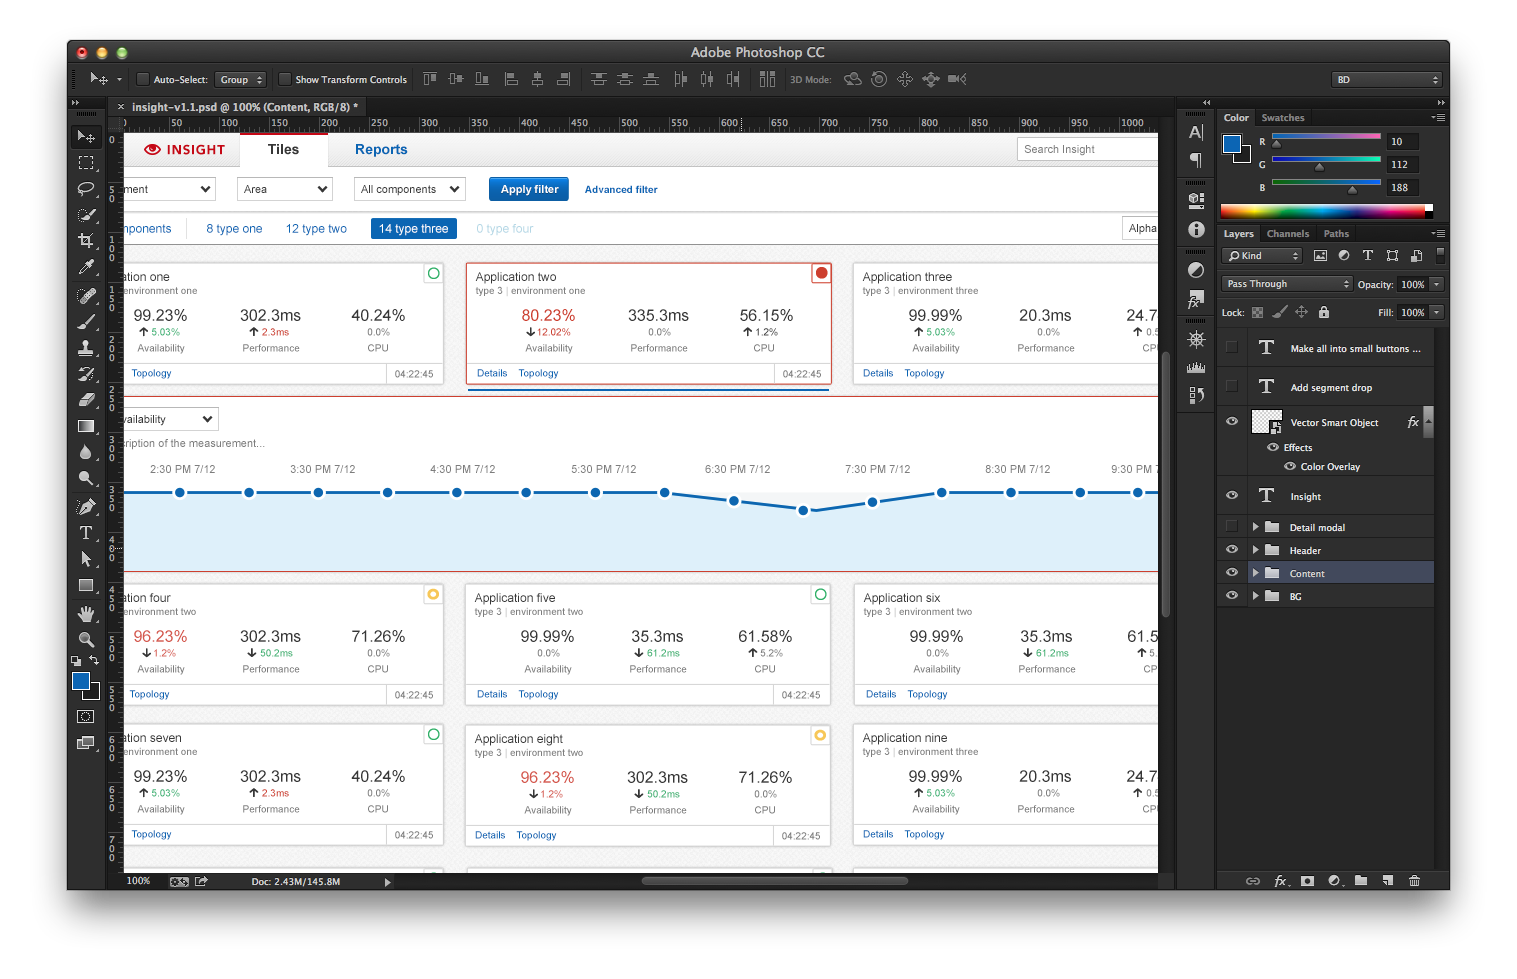 Adobe Photoshop CC
Auto-Select: Group Show Transform Controls 3D Mode: BD
× insight-v1.1.psd @ 100% (Content, RGB/8) *
0 50 100 150 200 250 300 350 400 450 500 550 600 650 700 750 800 850 900 950 1000
INSIGHT Tiles Reports Search Insight
ment Area All components Apply filter Advanced filter
ponents 8 type one 12 type two 14 type three 0 type four Alpha
ation one
environment one
99.23% 302.3ms 40.24%
5.03% 2.3ms 0.0%
Availability Performance CPU
Topology 04:22:45
Application two
type 3 | environment one
80.23% 335.3ms 56.15%
12.02% 0.0% 1.2%
Availability Performance CPU
Details Topology 04:22:45
Application three
type 3 | environment three
99.99% 20.3ms 24.7
5.03% 0.0% 0.5
Availability Performance CP
Details Topology
vailability
ription of the measurement...
2:30 PM 7/12 3:30 PM 7/12 4:30 PM 7/12 5:30 PM 7/12 6:30 PM 7/12 7:30 PM 7/12 8:30 PM 7/12 9:30 PM 7
ation four
environment two
96.23% 302.3ms 71.26%
1.2% 50.2ms 0.0%
Availability Performance CPU
Topology 04:22:45
Application five
type 3 | environment two
99.99% 35.3ms 61.58%
0.0% 61.2ms 5.2%
Availability Performance CPU
Details Topology 04:22:45
Application six
type 3 | environment two
99.99% 35.3ms 61.5
0.0% 61.2ms 5.
Availability Performance CP
Details Topology
ation seven
environment one
99.23% 302.3ms 40.24%
5.03% 2.3ms 0.0%
Availability Performance CPU
Topology 04:22:45
Application eight
type 3 | environment two
96.23% 302.3ms 71.26%
1.2% 50.2ms 0.0%
Availability Performance CPU
Details Topology 04:22:45
Application nine
type 3 | environment three
99.99% 20.3ms 24.7
5.03% 0.0% 0.5
Availability Performance CP
Details Topology
100% Doc: 2.43M/145.8M
Color Swatches
R 10
G 112
B 188
Layers Channels Paths
Kind
Pass Through Opacity: 100%
Lock: Fill: 100%
Make all into small buttons ...
Add segment drop
Vector Smart Object fx
Effects
Color Overlay
Insight
Detail modal
Header
Content
BG